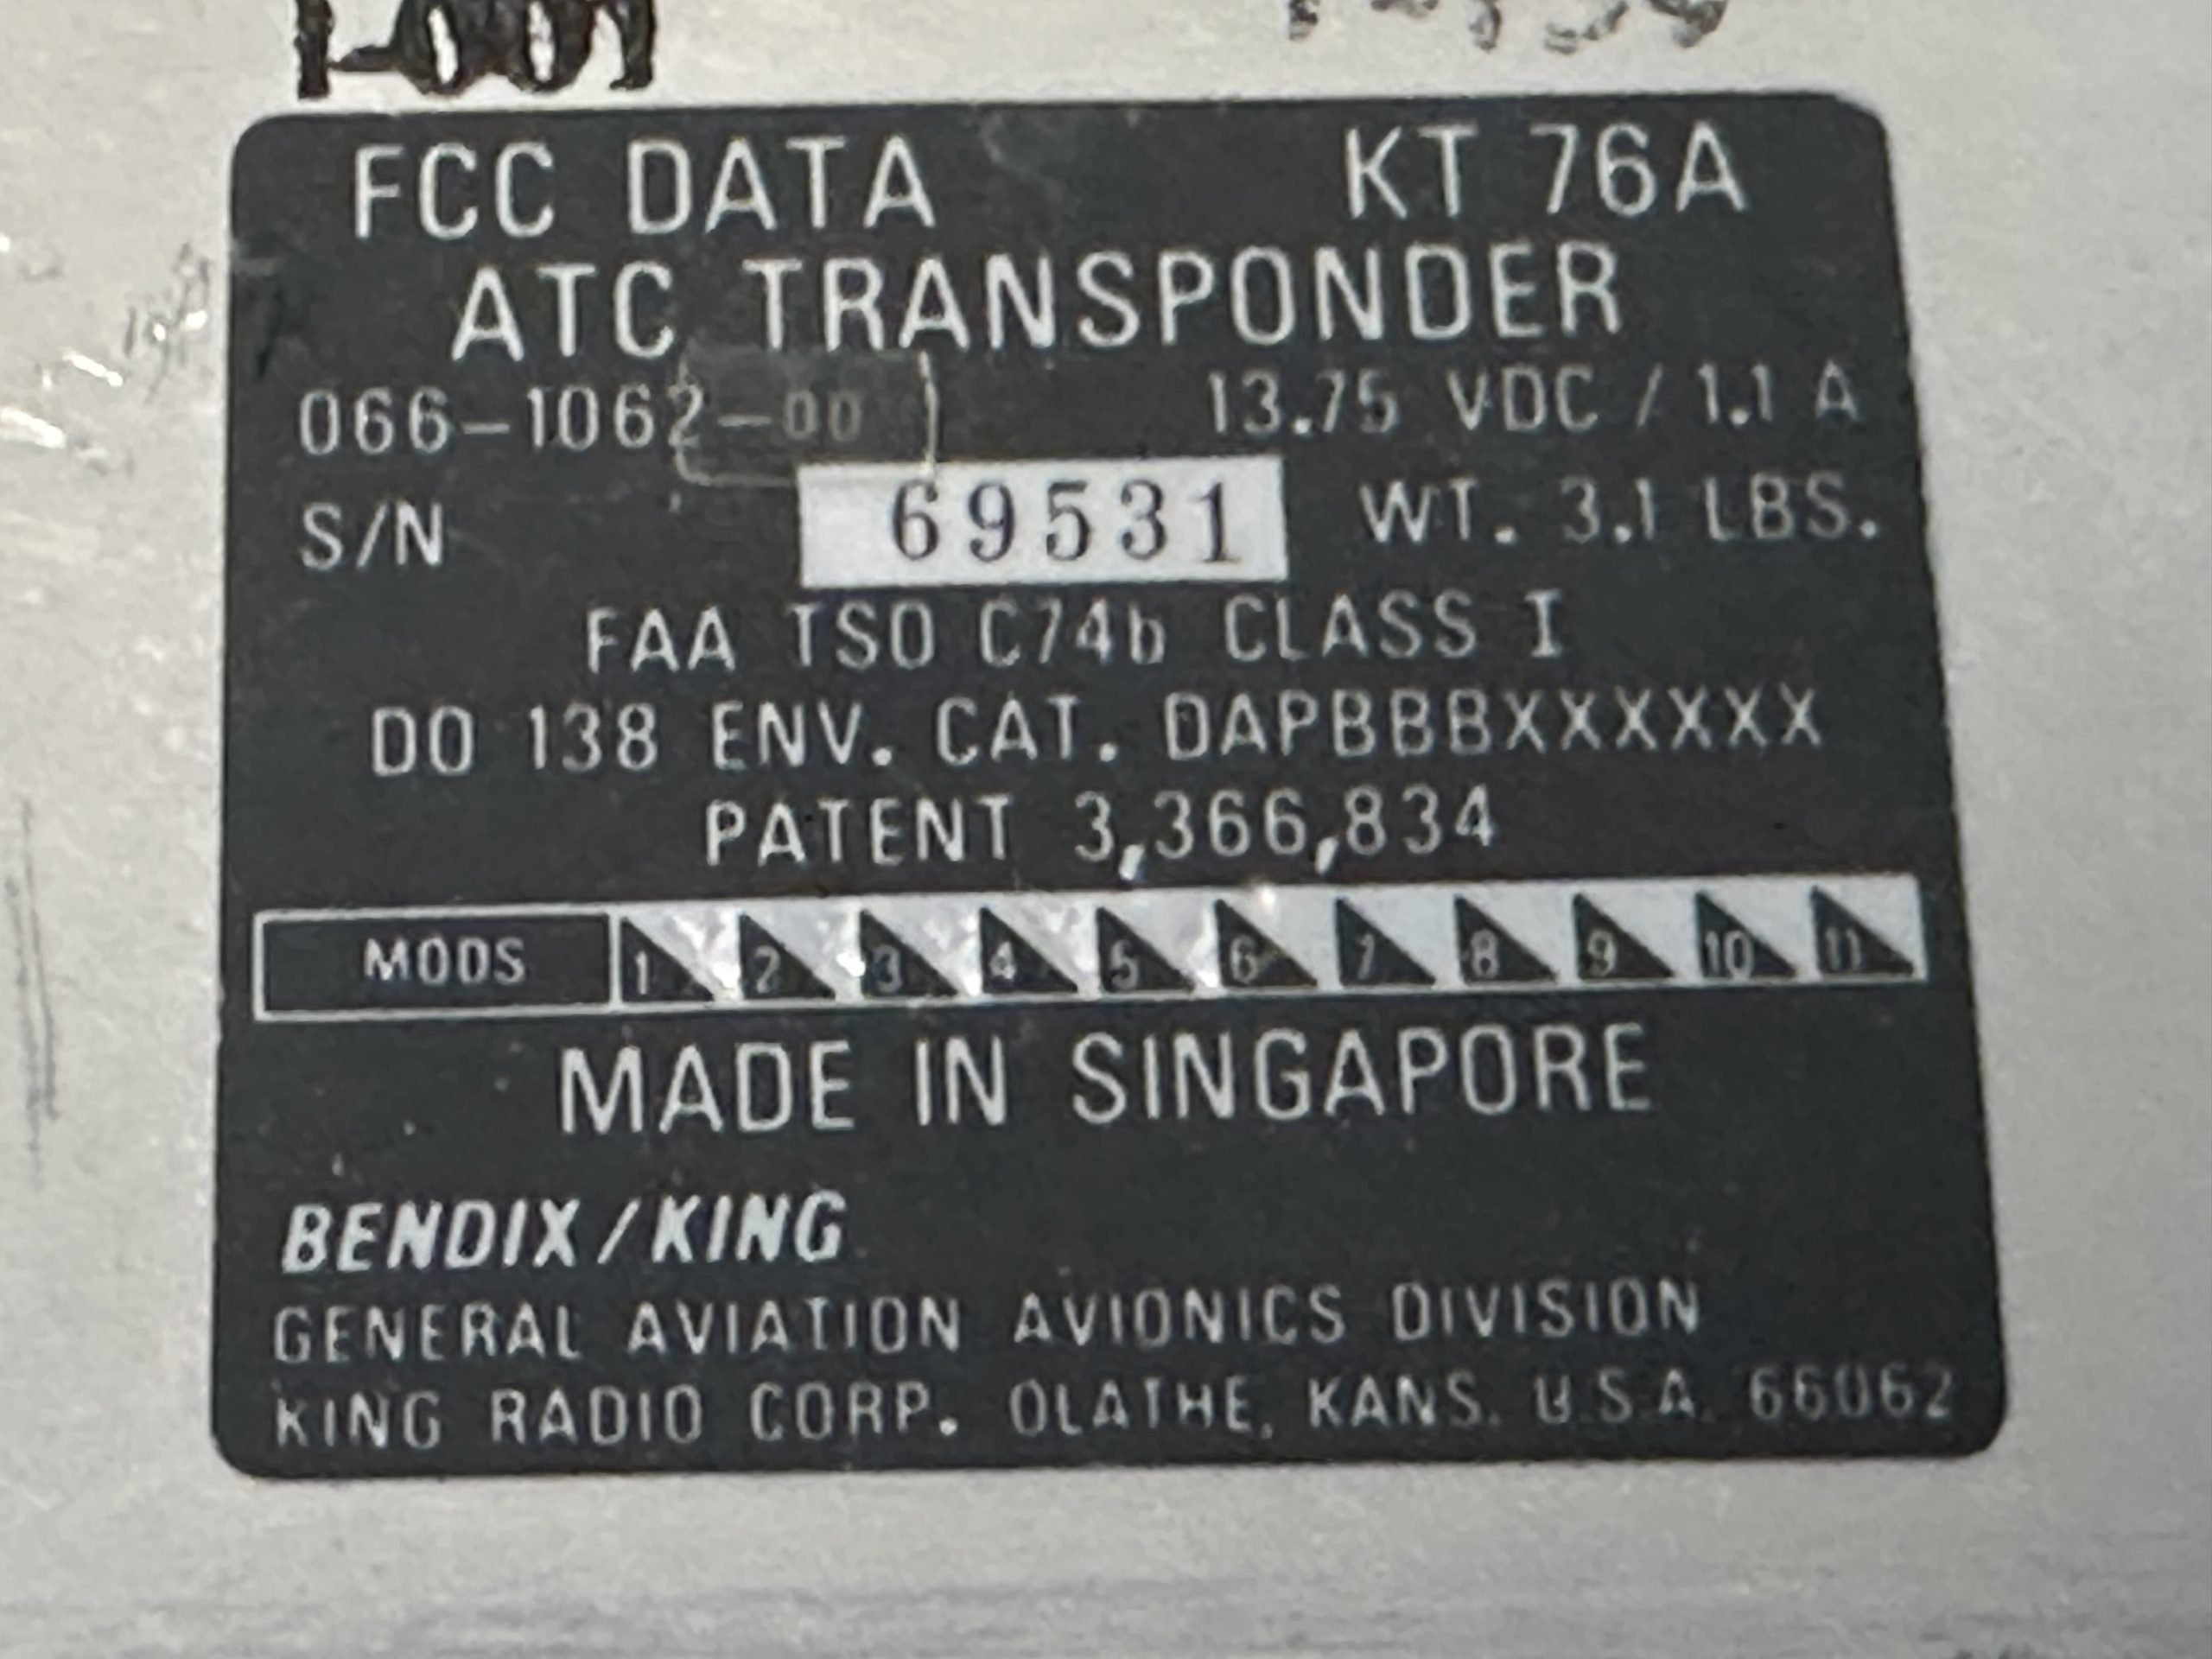 FCC DATA KT 76A
ATC TRANSPONDER
066-1062-00 13.75 VDC / 1.1 A
S/N 69531 WT. 3.1 LBS.
FAA TSO C74b CLASS I
DO 138 ENV. CAT. DAPBBBXXXXXX
PATENT 3,366,834
MODS 1 2 3 4 5 6 7 8 9 10 11
MADE IN SINGAPORE
BENDIX/KING
GENERAL AVIATION AVIONICS DIVISION
KING RADIO CORP. OLATHE, KANS. U.S.A. 66062